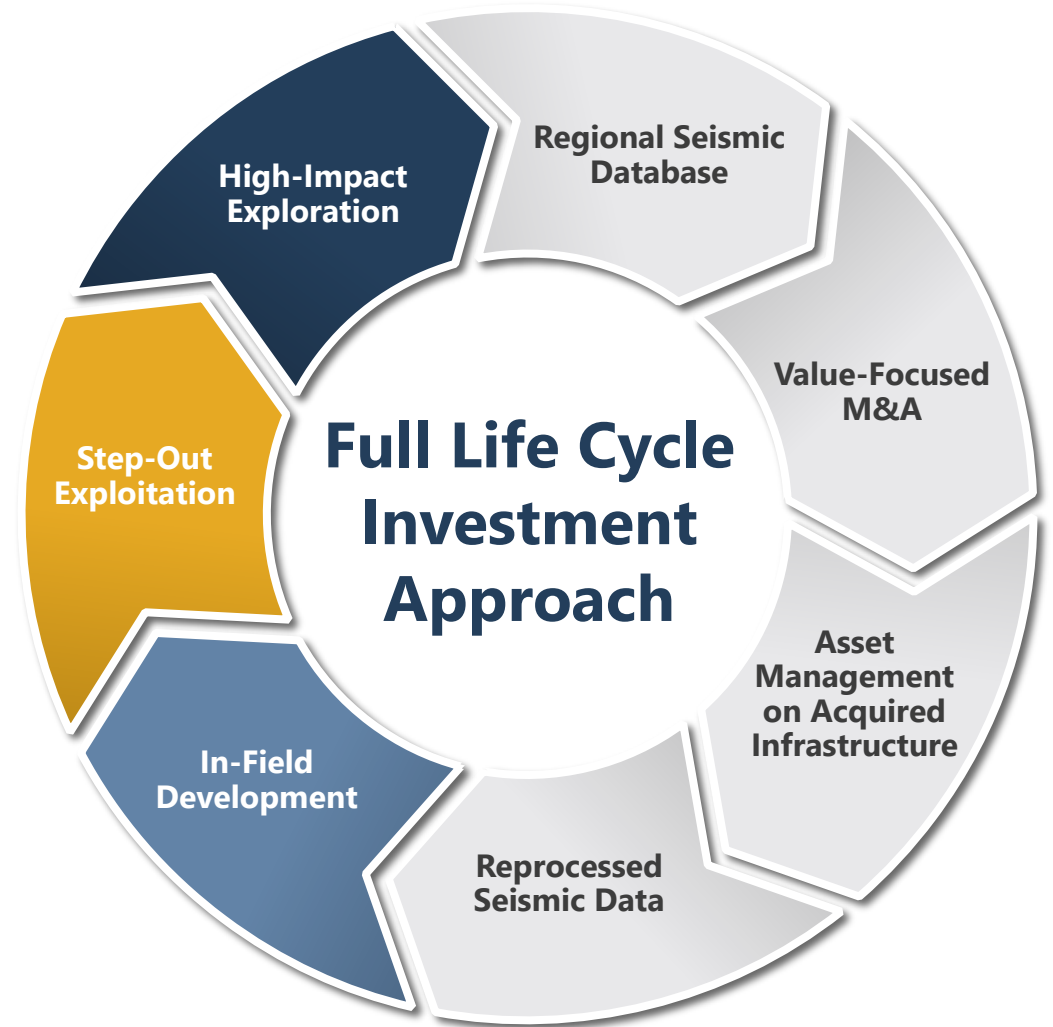 Full Life Cycle
Investment
Approach
Regional Seismic
Database
Value-Focused
M&A
Asset
Management
on Acquired
Infrastructure
Reprocessed
Seismic Data
In-Field
Development
Step-Out
Exploitation
High-Impact
Exploration